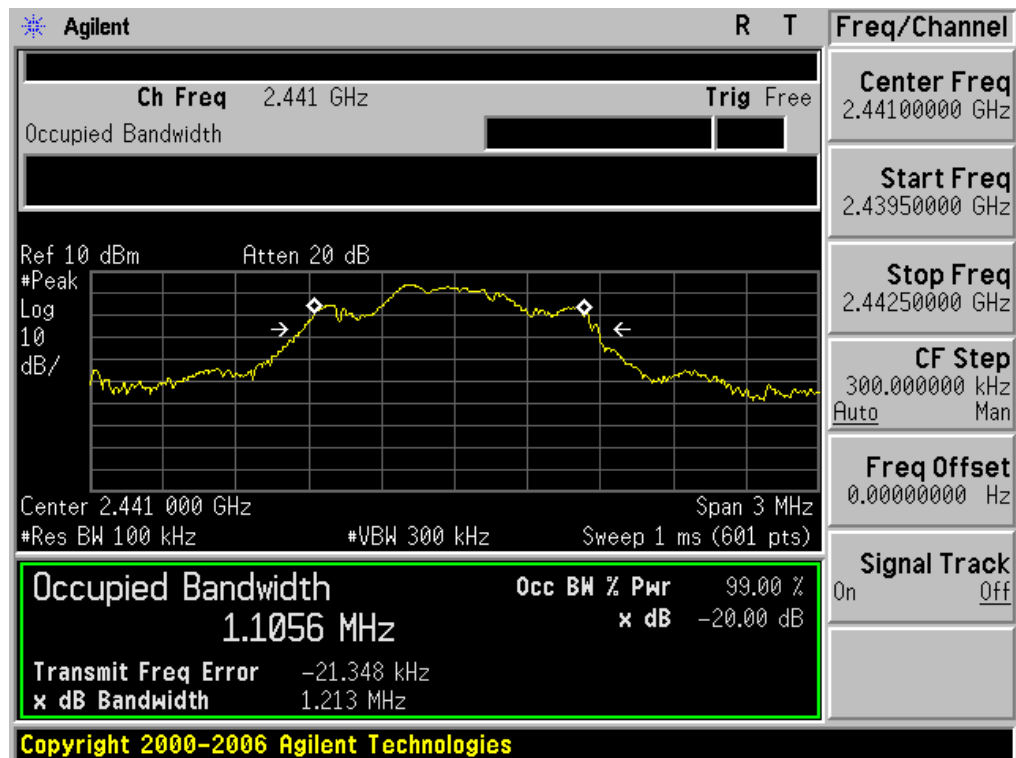 Agilent R T
Ch Freq 2.441 GHz Trig Free
Occupied Bandwidth
Ref 10 dBm Atten 20 dB
#Peak
Log
10
dB/
Center 2.441 000 GHz Span 3 MHz
#Res BW 100 kHz #VBW 300 kHz Sweep 1 ms (601 pts)
Occupied Bandwidth Occ BW % Pwr 99.00 %
1.1056 MHz x dB -20.00 dB
Transmit Freq Error -21.348 kHz
x dB Bandwidth 1.213 MHz
Copyright 2000-2006 Agilent Technologies
Freq/Channel
Center Freq
2.44100000 GHz
Start Freq
2.43950000 GHz
Stop Freq
2.44250000 GHz
CF Step
300.000000 kHz
Auto Man
Freq Offset
0.00000000 Hz
Signal Track
On Off